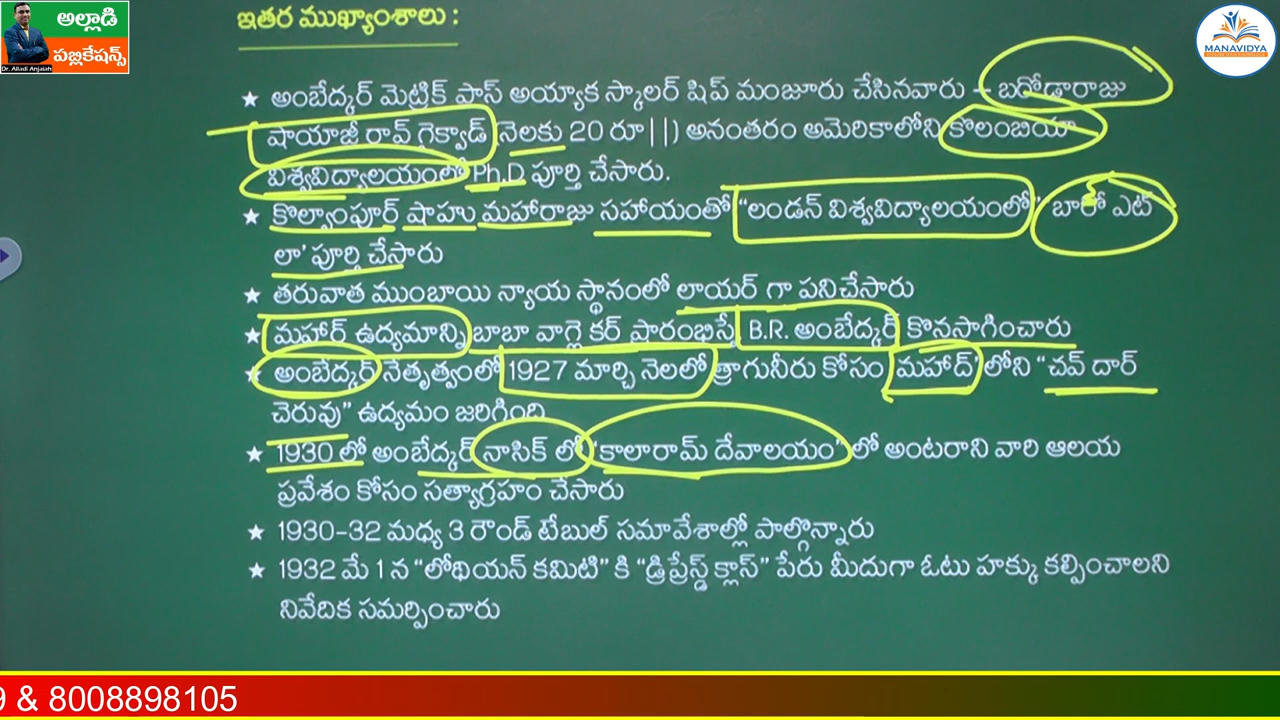 అల్లాడి
పబ్లికేషన్స్
Dr. Alladi Anjaiah
MANAVIDYA
ఇతర ముఖ్యాంశాలు :
★ అంబేద్కర్ మెట్రిక్ పాస్ అయ్యాక స్కాలర్ షిప్ మంజూరు చేసినవారు – బరోడారాజు
షాయాజీ రావ్ గైక్వాడ్ నెలకు 20 రూ||) అనంతరం అమెరికాలోని కొలంబియా
విశ్వవిద్యాలయంలో Ph.D పూర్తి చేసారు.
★ కొల్వాంపూర్ షాహు మహారాజు సహాయంతో “లండన్ విశ్వవిద్యాలయంలో” బార్ ఎట్
లా’ పూర్తి చేసారు
★ తరువాత ముంబాయి న్యాయ స్థానంలో లాయర్ గా పనిచేసారు
★ మహార్ ఉద్యమాన్ని బాబా వాగ్లె కర్ ప్రారంభిస్తే B.R. అంబేద్కర్ కొనసాగించారు
★ అంబేద్కర్ నేతృత్వంలో 1927 మార్చి నెలలో త్రాగునీరు కోసం ‘మహాద్’ లోని “చవ్ దార్
చెరువు” ఉద్యమం జరిగింది
★ 1930 లో అంబేద్కర్ నాసిక్ లో “కాలారామ్ దేవాలయం” లో అంటరాని వారి ఆలయ
ప్రవేశం కోసం సత్యాగ్రహం చేసారు
★ 1930-32 మధ్య 3 రౌండ్ టేబుల్ సమావేశాల్లో పాల్గొన్నారు
★ 1932 మే 1 న “లోథియన్ కమిటి” కి “డ్రిప్రేస్డ్ క్లాస్” పేరు మీదుగా ఓటు హక్కు కల్పించాలని
నివేదిక సమర్పించారు
9 & 8008898105